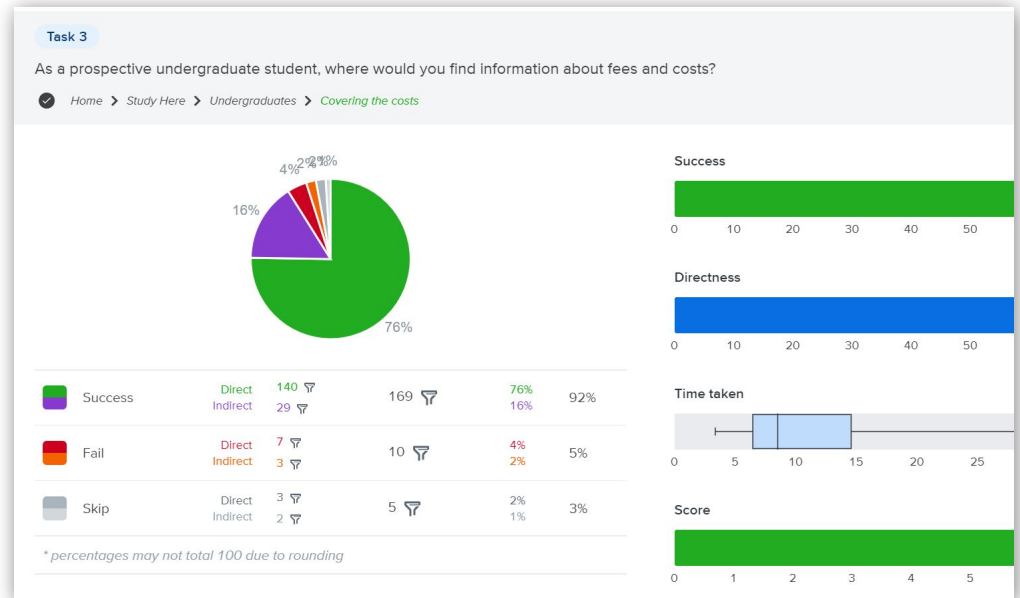 Task 3
As a prospective undergraduate student, where would you find information about fees and costs?
Home > Study Here > Undergraduates > Covering the costs
4% 2% 2% 1%
16%
76%
Success Direct 140 169 76% 92%
Indirect 29 16%
Fail Direct 7 10 4% 5%
Indirect 3 2%
Skip Direct 3 5 2% 3%
Indirect 2 1%
* percentages may not total 100 due to rounding
Success
0 10 20 30 40 50
Directness
0 10 20 30 40 50
Time taken
0 5 10 15 20 25
Score
0 1 2 3 4 5